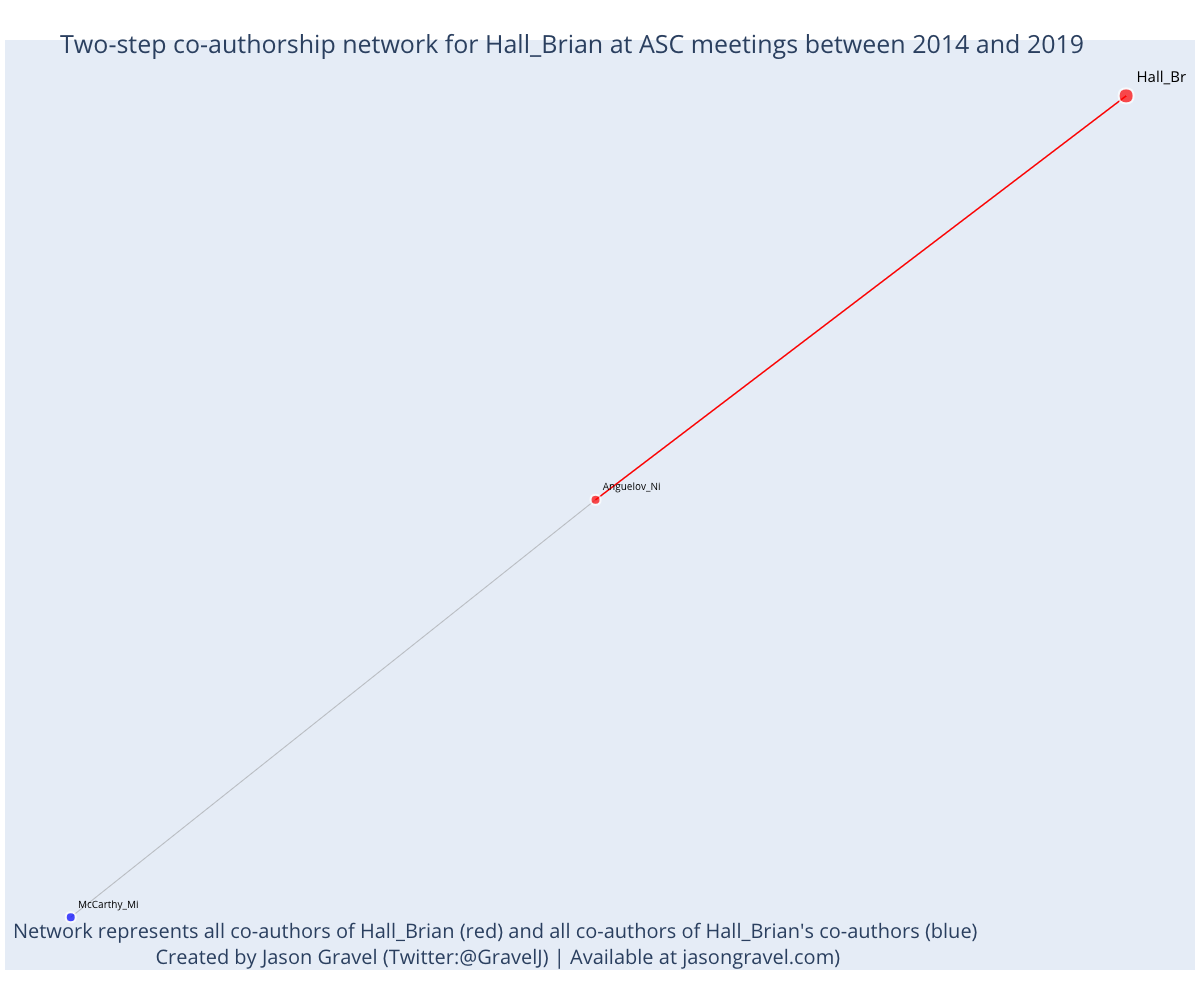 Two-step co-authorship network for Hall_Brian at ASC meetings between 2014 and 2019
Hall_Br
Anguelov_Ni
McCarthy_Mi
Network represents all co-authors of Hall_Brian (red) and all co-authors of Hall_Brian's co-authors (blue)
Created by Jason Gravel (Twitter:@GravelJ) | Available at jasongravel.com)